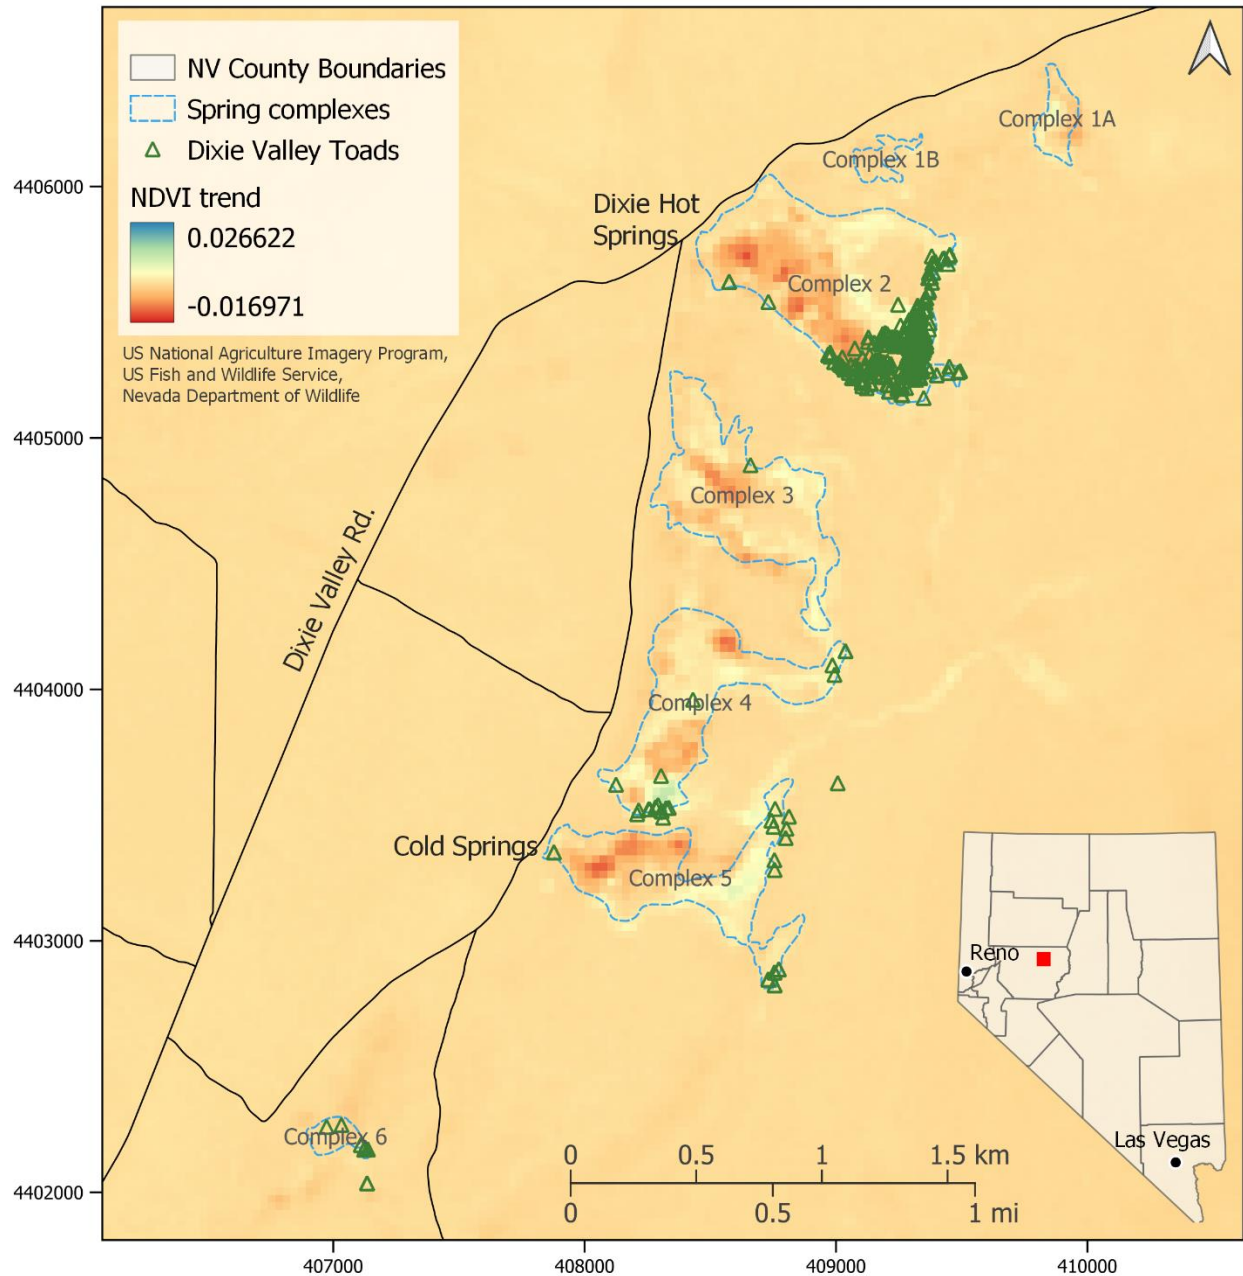 NV County Boundaries
Spring complexes
Dixie Valley Toads
NDVI trend
0.026622
-0.016971
US National Agriculture Imagery Program,
US Fish and Wildlife Service,
Nevada Department of Wildlife
Complex 1A
Complex 1B
4406000
Dixie Hot
Springs
Complex 2
4405000
Complex 3
Dixie Valley Rd.
4404000
Complex 4
Cold Springs
Complex 5
4403000
Reno
Complex 6
Las Vegas
0 0.5 1 1.5 km
4402000
0 0.5 1 mi
407000 408000 409000 410000